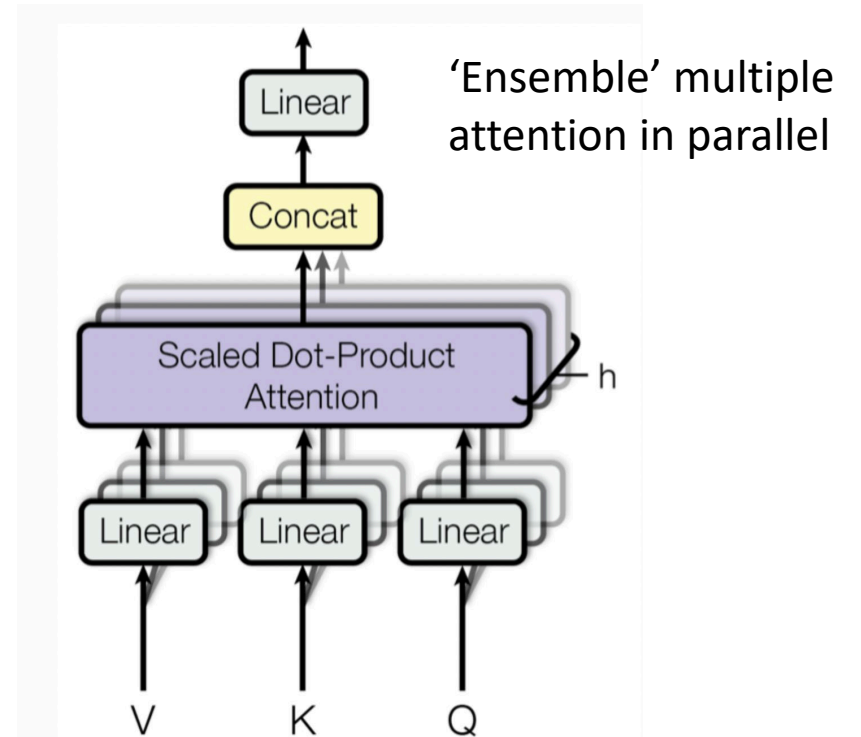 ‘Ensemble’ multiple
attention in parallel
Linear
Concat
Scaled Dot-Product
Attention
h
Linear
Linear
Linear
V
K
Q